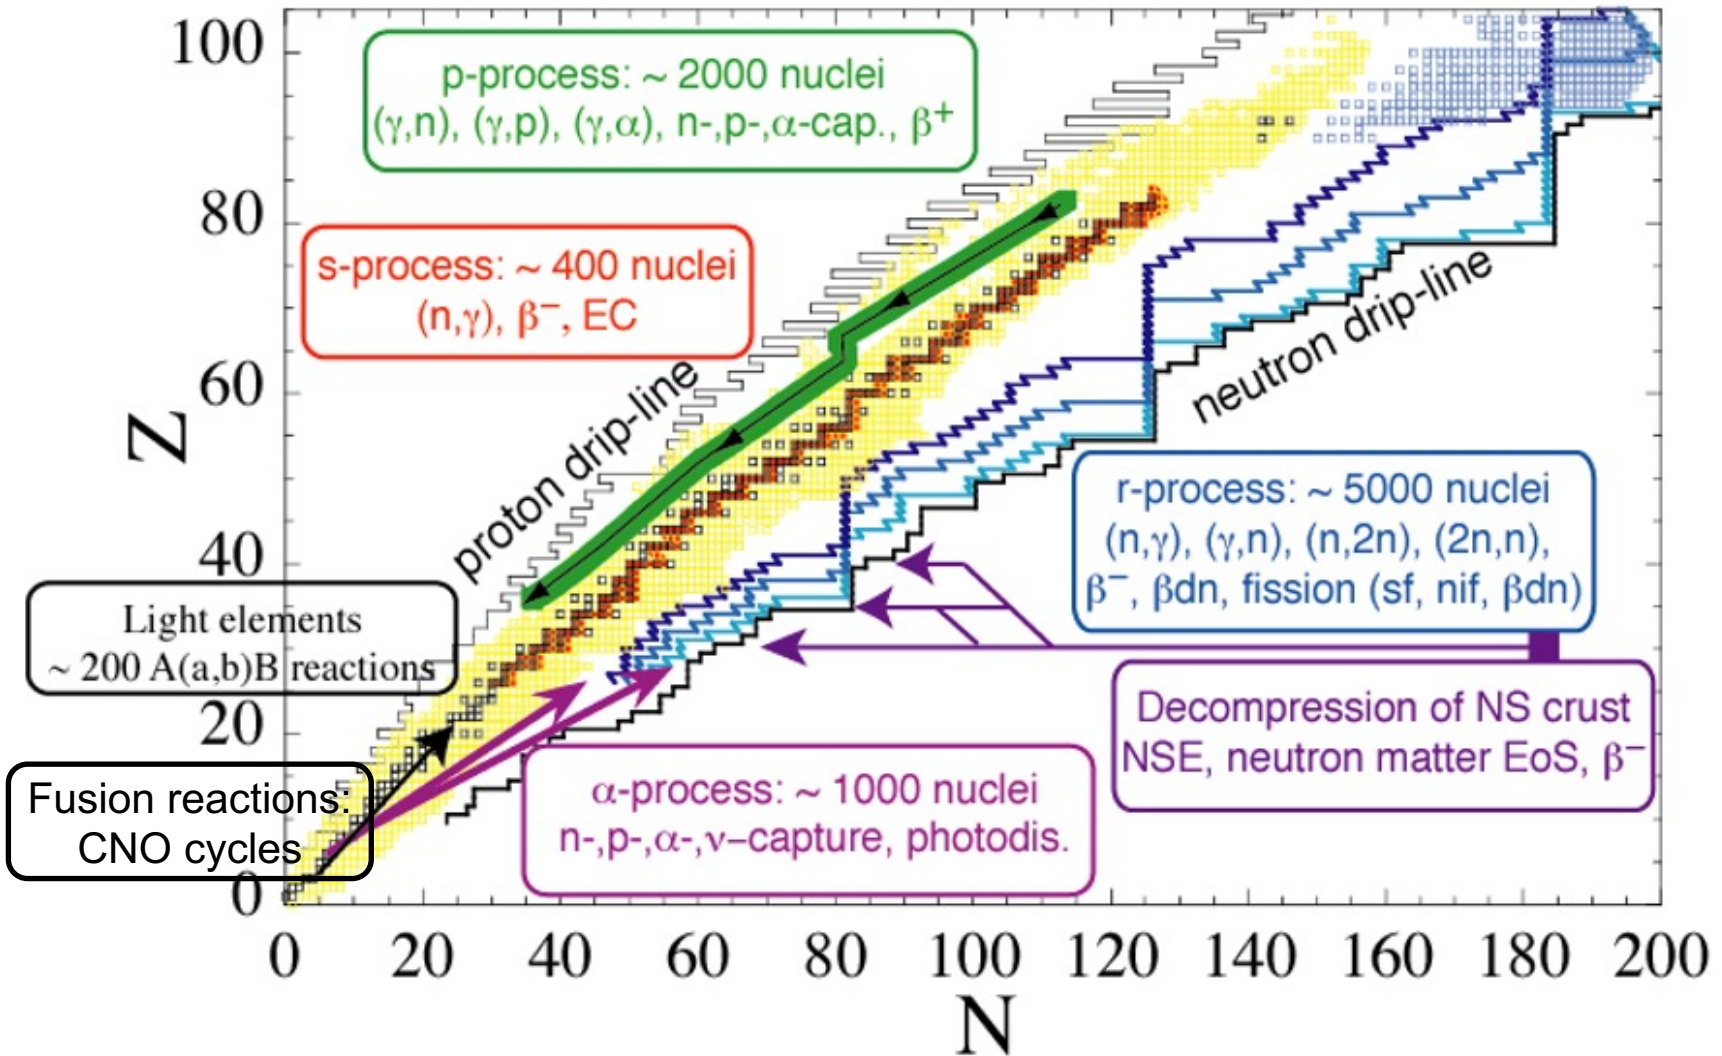 100
80
60
40
20
0
Z
p-process: ~ 2000 nuclei
(γ,n), (γ,p), (γ,α), n-,p-,α-cap., β⁺
s-process: ~ 400 nuclei
(n,γ), β⁻, EC
proton drip-line
neutron drip-line
r-process: ~ 5000 nuclei
(n,γ), (γ,n), (n,2n), (2n,n),
β⁻, βdn, fission (sf, nif, βdn)
Light elements
~ 200 A(a,b)B reactions
Decompression of NS crust
NSE, neutron matter EoS, β⁻
Fusion reactions:
CNO cycles
α-process: ~ 1000 nuclei
n-,p-,α-,ν–capture, photodis.
0 20 40 60 80 100 120 140 160 180 200
N